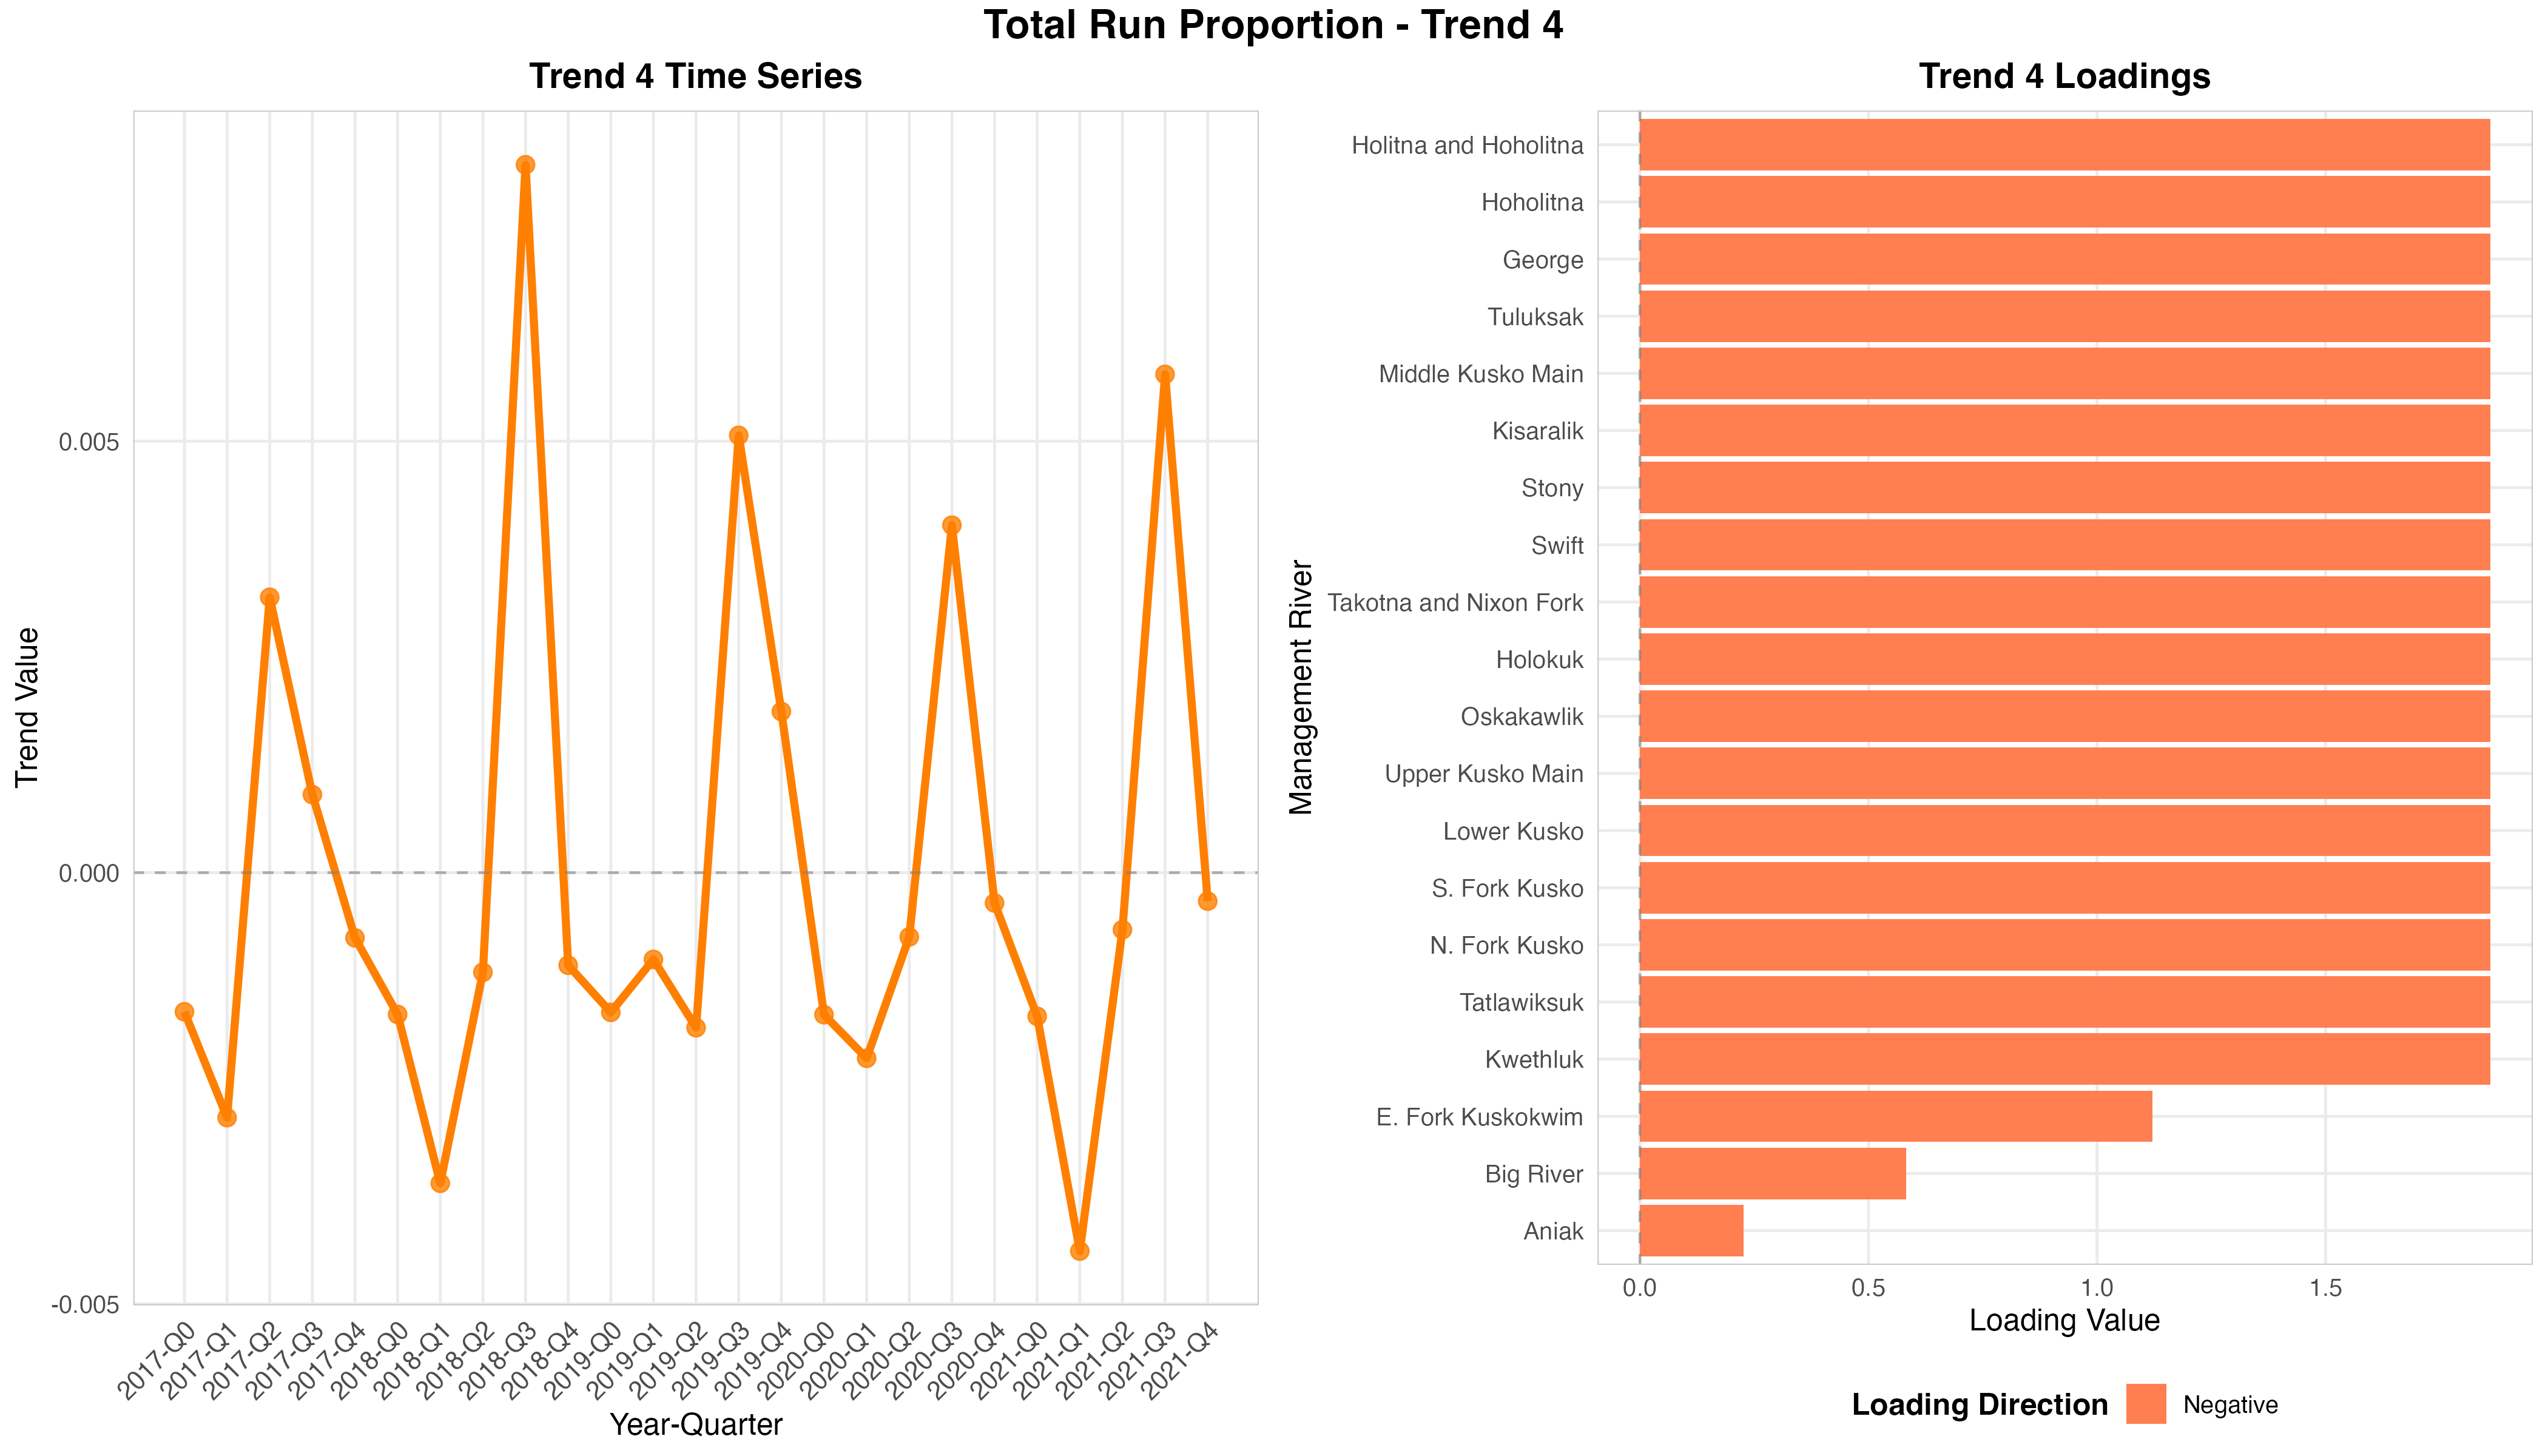 Total Run Proportion - Trend 4
Trend 4 Time Series
Trend Value
0.005
0.000
-0.005
2017-Q0
2017-Q1
2017-Q2
2017-Q3
2017-Q4
2018-Q0
2018-Q1
2018-Q2
2018-Q3
2018-Q4
2019-Q0
2019-Q1
2019-Q2
2019-Q3
2019-Q4
2020-Q0
2020-Q1
2020-Q2
2020-Q3
2020-Q4
2021-Q0
2021-Q1
2021-Q2
2021-Q3
2021-Q4
Year-Quarter
Trend 4 Loadings
Management River
Holitna and Hoholitna
Hoholitna
George
Tuluksak
Middle Kusko Main
Kisaralik
Stony
Swift
Takotna and Nixon Fork
Holokuk
Oskakawlik
Upper Kusko Main
Lower Kusko
S. Fork Kusko
N. Fork Kusko
Tatlawiksuk
Kwethluk
E. Fork Kuskokwim
Big River
Aniak
0.0 0.5 1.0 1.5
Loading Value
Loading Direction Negative